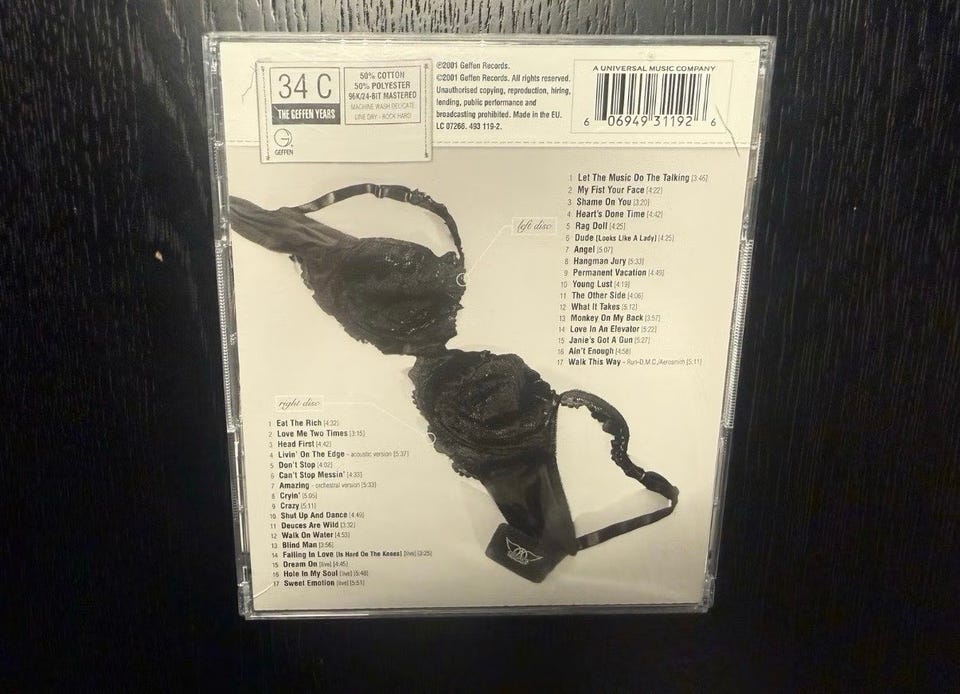 34 C
THE GEFFEN YEARS
GEFFEN
50% COTTON
50% POLYESTER
96K/24-BIT MASTERED
MACHINE WASH DELICATE
LINE DRY - ROCK HARD!
℗2001 Geffen Records.
©2001 Geffen Records. All rights reserved.
Unauthorised copying, reproduction, hiring,
lending, public performance and
broadcasting prohibited. Made in the EU.
LC 07266. 493 119-2.
A UNIVERSAL MUSIC COMPANY
6 06949 31192 6
left disc
1 Let The Music Do The Talking [3:46]
2 My Fist Your Face [4:22]
3 Shame On You [3:20]
4 Heart's Done Time [4:42]
5 Rag Doll [4:25]
6 Dude (Looks Like A Lady) [4:25]
7 Angel [5:07]
8 Hangman Jury [5:33]
9 Permanent Vacation [4:49]
10 Young Lust [4:19]
11 The Other Side [4:06]
12 What It Takes [5:12]
13 Monkey On My Back [3:57]
14 Love In An Elevator [5:22]
15 Janie's Got A Gun [5:27]
16 Ain't Enough [4:58]
17 Walk This Way - Run-D.M.C./Aerosmith [5:11]
right disc
1 Eat The Rich [4:32]
2 Love Me Two Times [3:15]
3 Head First [4:42]
4 Livin' On The Edge - acoustic version [5:37]
5 Don't Stop [4:02]
6 Can't Stop Messin' [4:33]
7 Amazing - orchestral version [5:33]
8 Cryin' [5:05]
9 Crazy [5:11]
10 Shut Up And Dance [4:49]
11 Deuces Are Wild [3:32]
12 Walk On Water [4:53]
13 Blind Man [3:56]
14 Falling In Love (Is Hard On The Knees) [live] [3:25]
15 Dream On [live] [4:45]
16 Hole In My Soul [live] [5:48]
17 Sweet Emotion [live] [5:51]